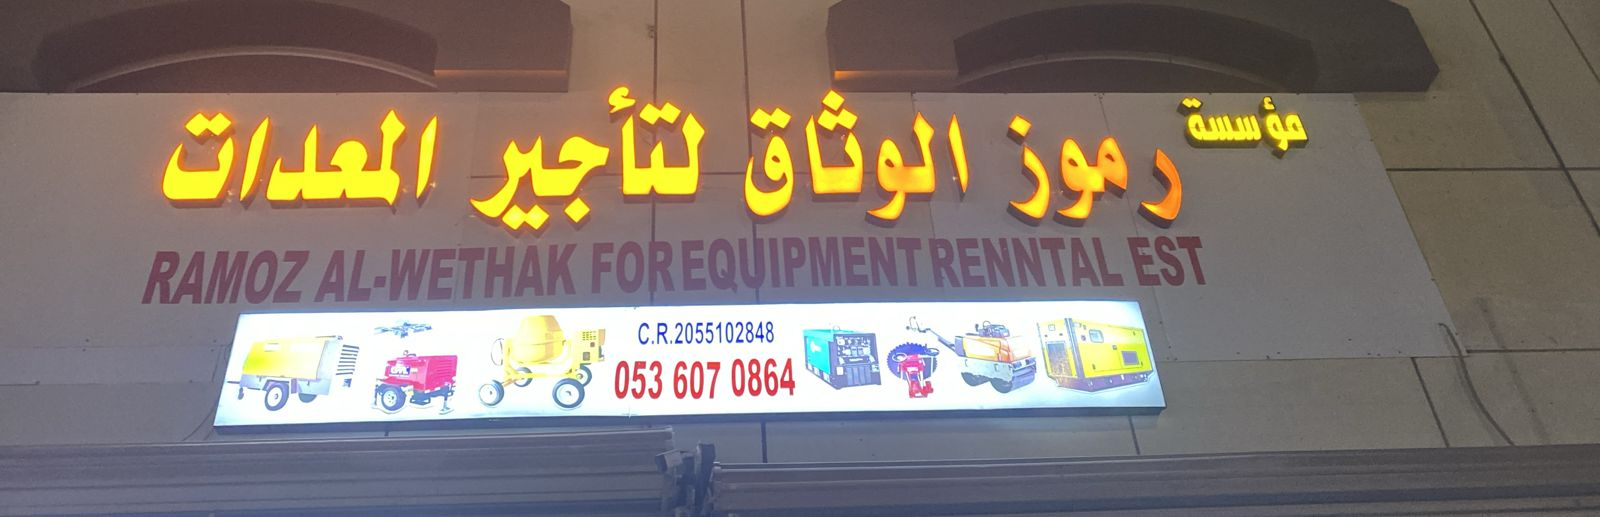 مؤسسة رموز الوثاق لتأجير المعدات
RAMOZ AL-WETHAK FOR EQUIPMENT RENNTAL EST
C.R.2055102848
053 607 0864